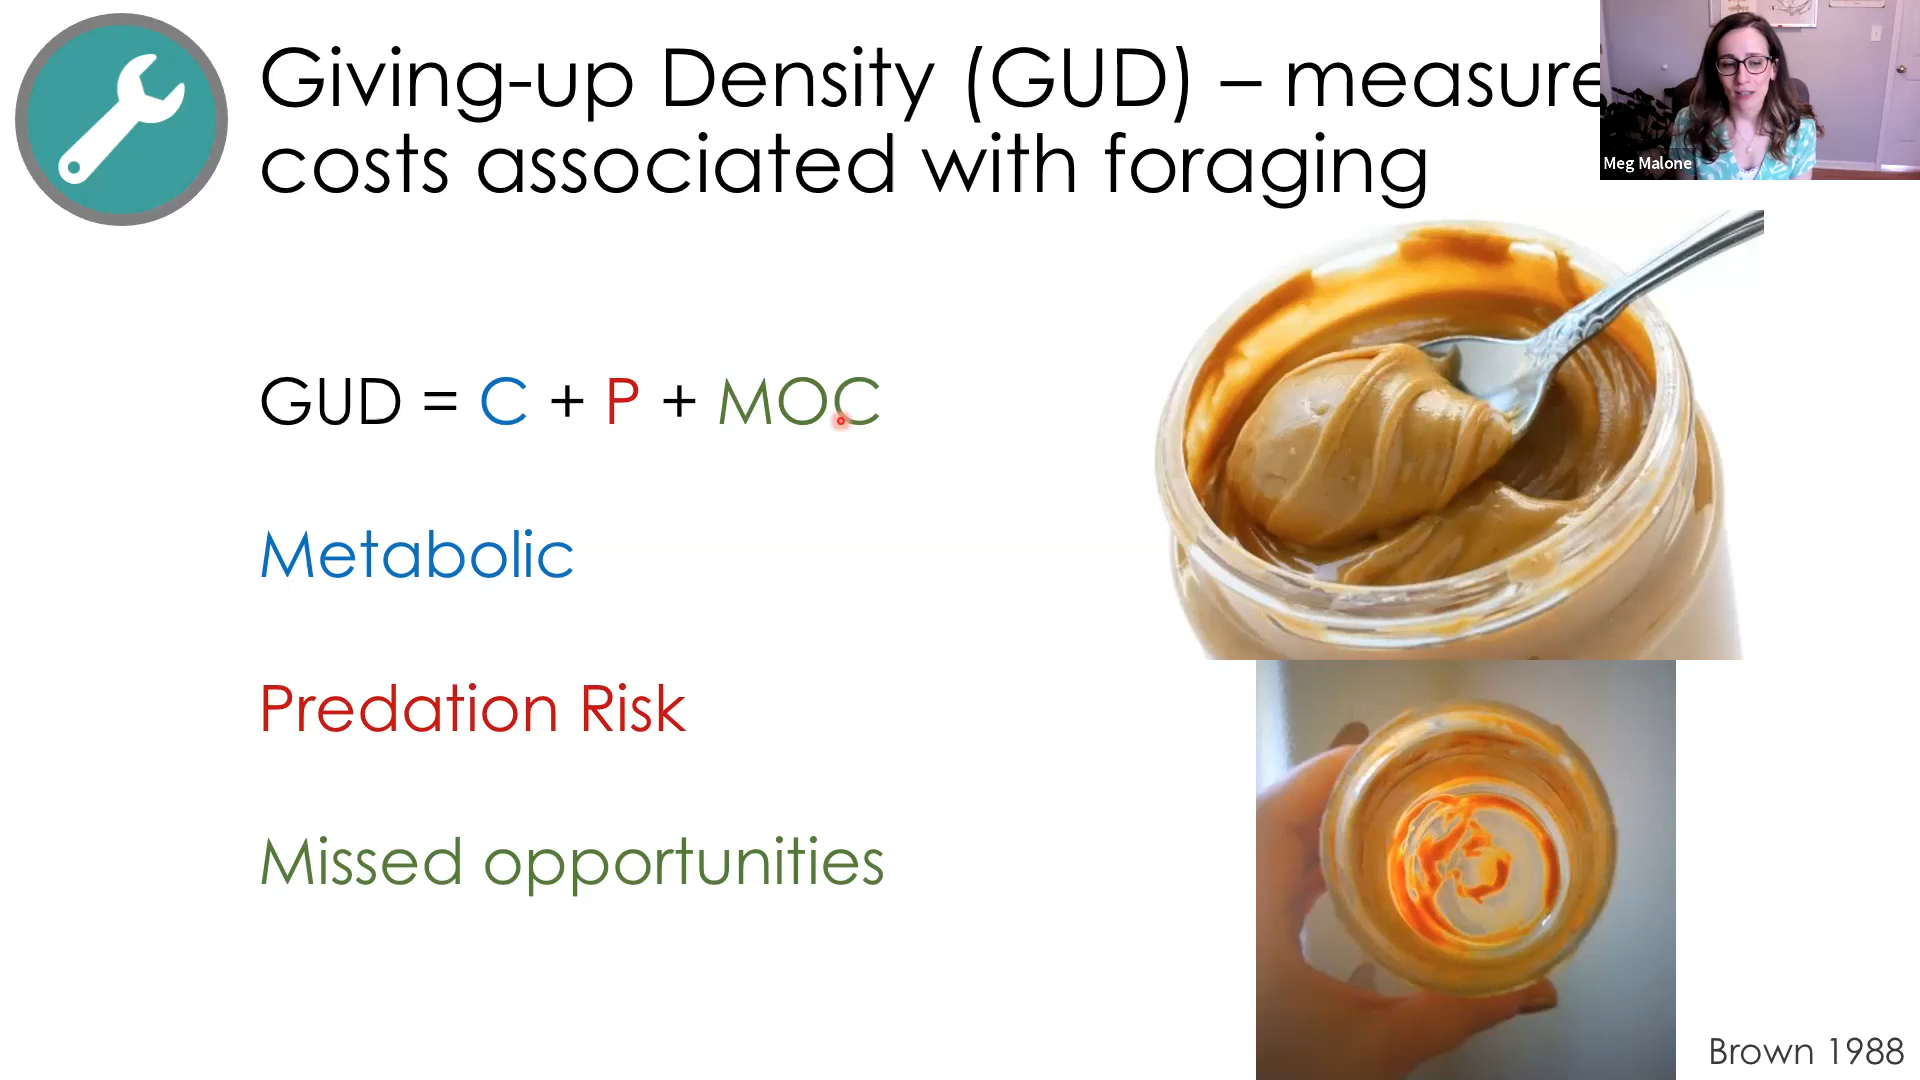 Giving-up Density (GUD) – measure
costs associated with foraging
Meg Malone
GUD = C + P + MOC
Metabolic
Predation Risk
Missed opportunities
Brown 1988